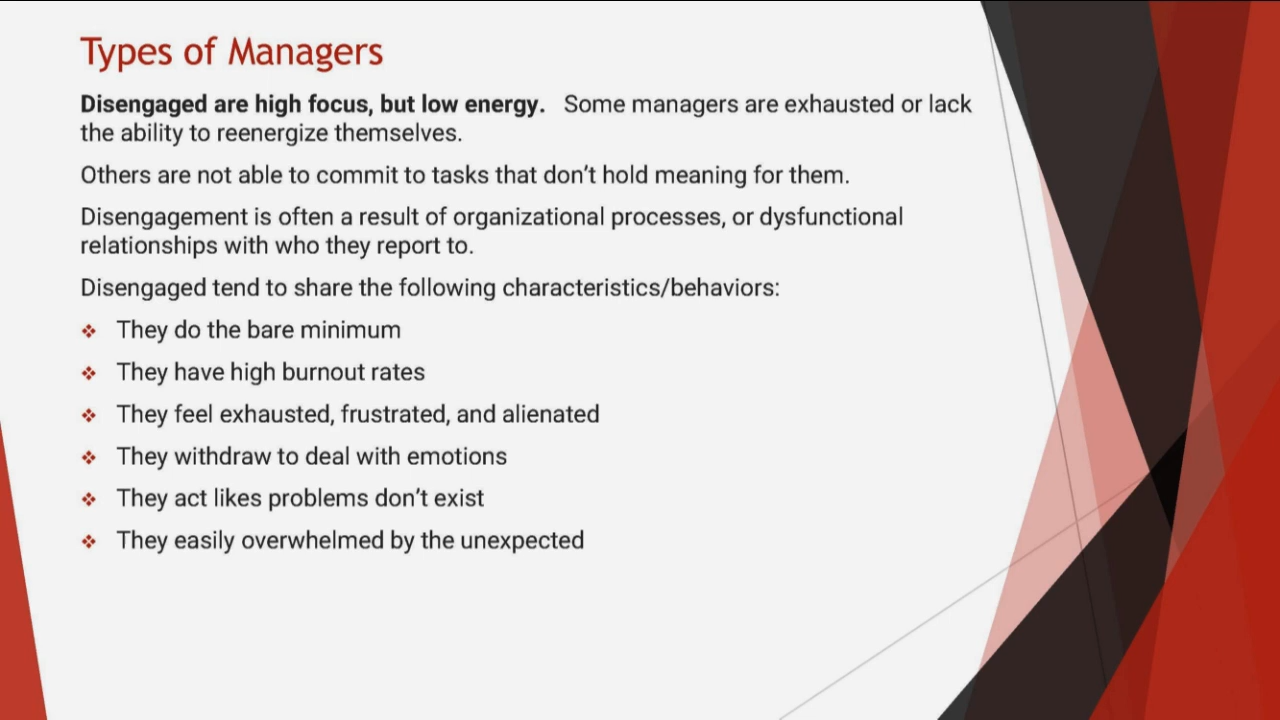 Types of Managers
Disengaged are high focus, but low energy. Some managers are exhausted or lack
the ability to reenergize themselves.
Others are not able to commit to tasks that don't hold meaning for them.
Disengagement is often a result of organizational processes, or dysfunctional
relationships with who they report to.
Disengaged tend to share the following characteristics/behaviors:
❖ They do the bare minimum
❖ They have high burnout rates
❖ They feel exhausted, frustrated, and alienated
❖ They withdraw to deal with emotions
❖ They act likes problems don't exist
❖ They easily overwhelmed by the unexpected